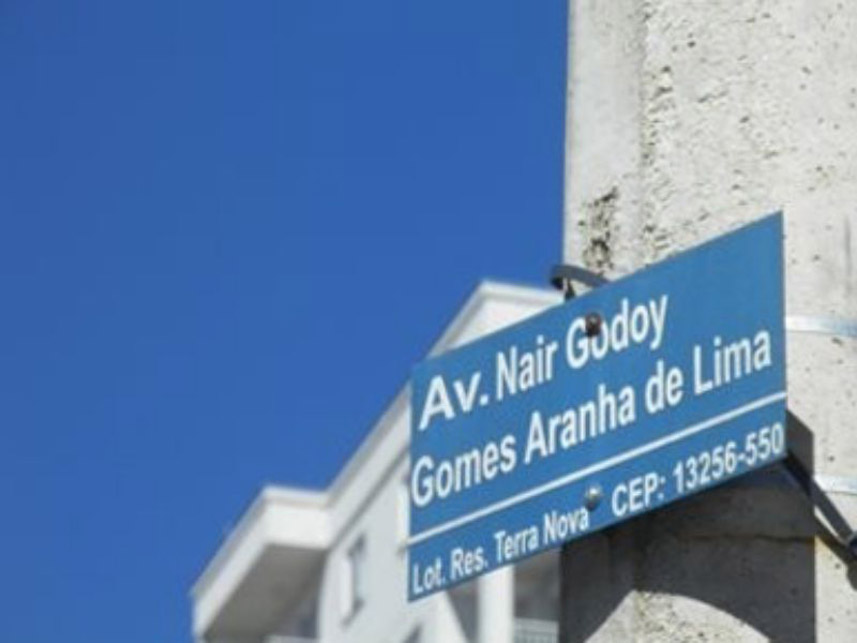 Av. Nair Godoy
Gomes Aranha de Lima
Lot. Res. Terra Nova CEP: 13256-550